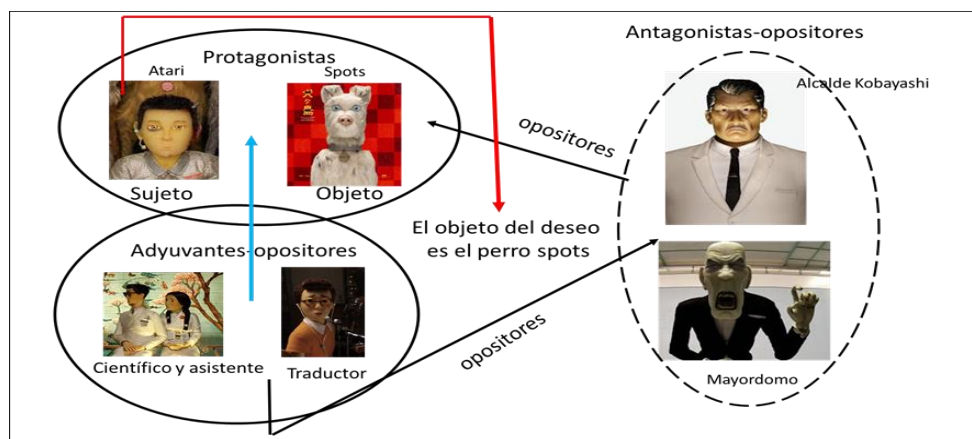 Protagonistas
Atari
Spots
Sujeto
Objeto
Adyuvantes-opositores
Científico y asistente
Traductor
opositores
El objeto del deseo
es el perro spots
opositores
Antagonistas-opositores
Alcalde Kobayashi
Mayordomo